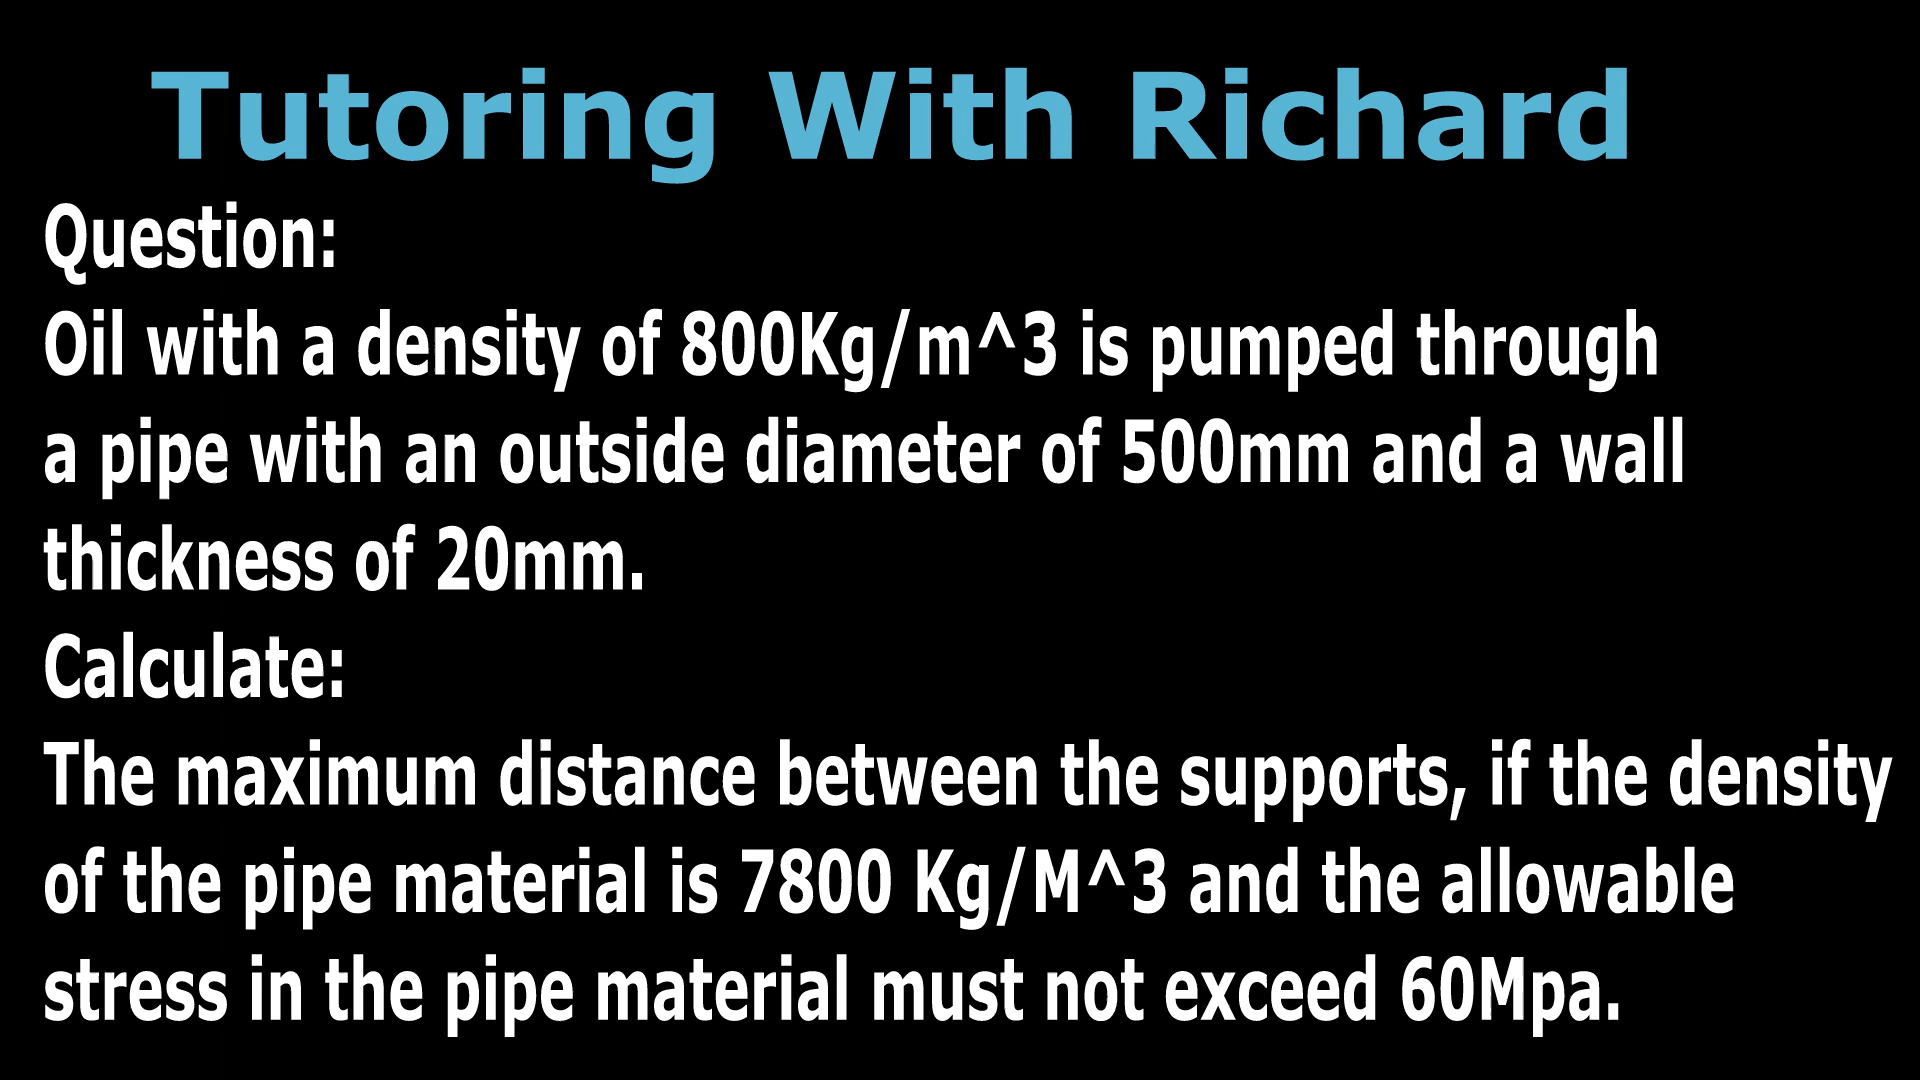 Tutoring With Richard
Question:
Oil with a density of 800Kg/m^3 is pumped through
a pipe with an outside diameter of 500mm and a wall
thickness of 20mm.
Calculate:
The maximum distance between the supports, if the density
of the pipe material is 7800 Kg/M^3 and the allowable
stress in the pipe material must not exceed 60Mpa.